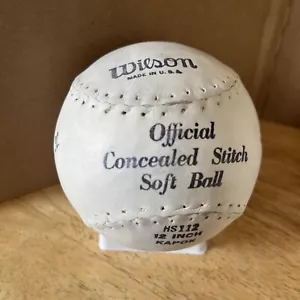 Wilson
MADE IN U.S.A
Official
Concealed Stitch
Soft Ball
HS112
12 INCH
KAPOK